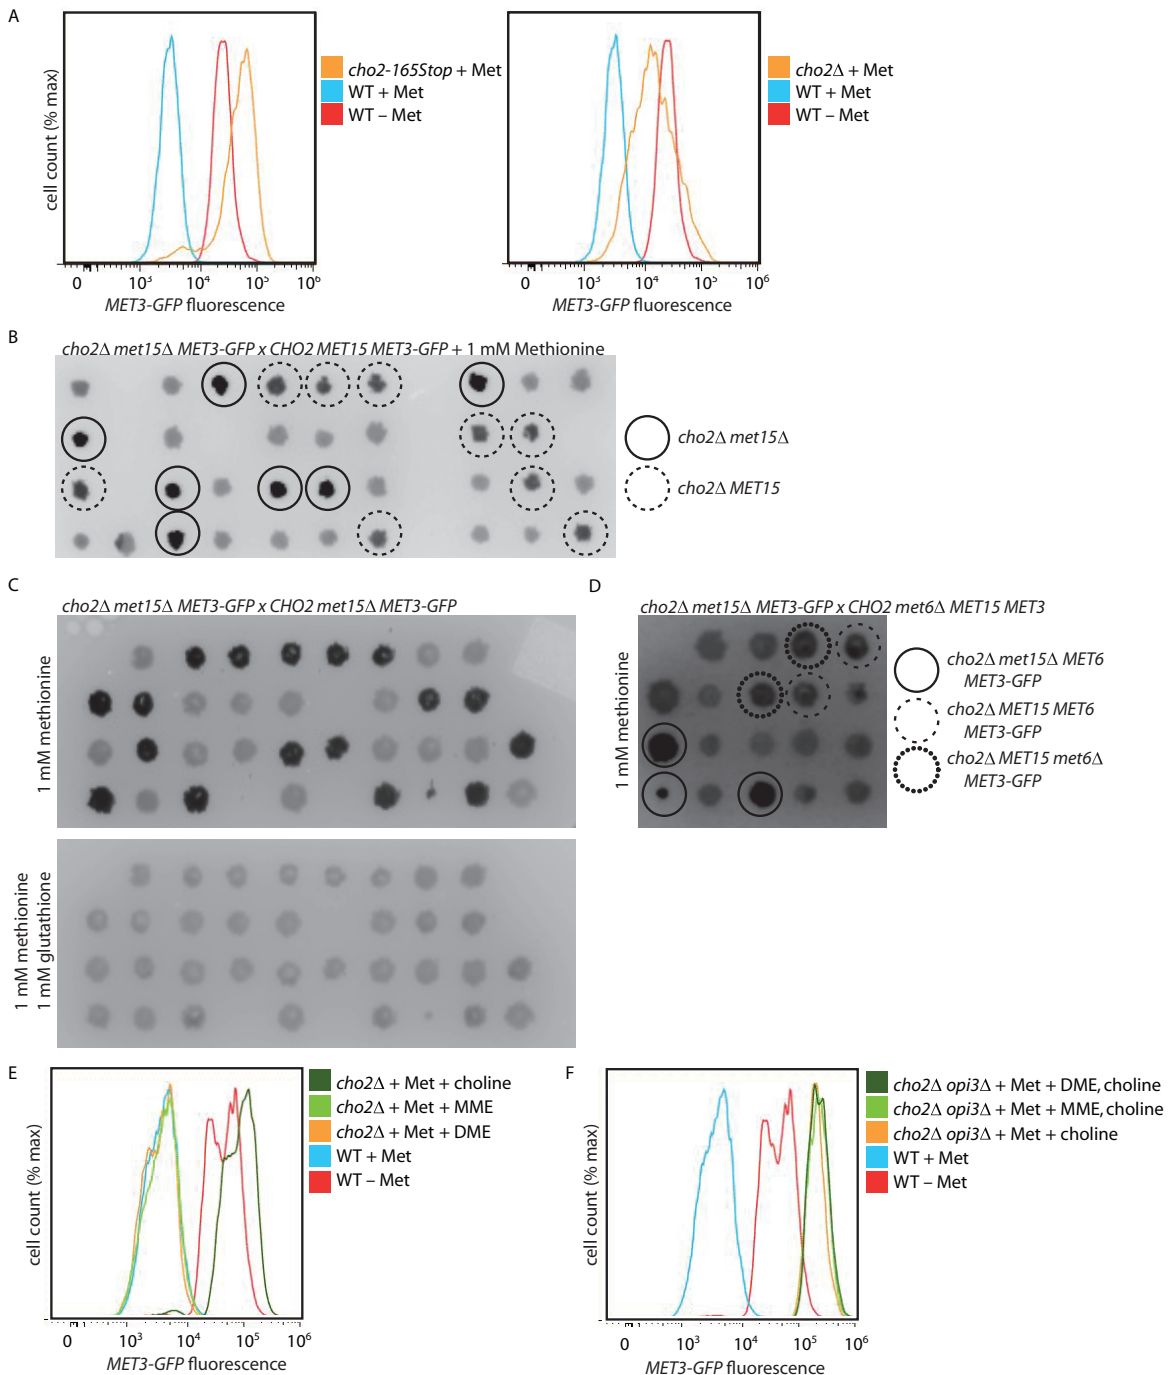 A
cell count (% max)
0 10³ 10⁴ 10⁵ 10⁶
MET3-GFP fluorescence
cho2-165Stop + Met
WT + Met
WT – Met
0 10³ 10⁴ 10⁵ 10⁶
MET3-GFP fluorescence
cho2Δ + Met
WT + Met
WT – Met
B
cho2Δ met15Δ MET3-GFP x CHO2 MET15 MET3-GFP + 1 mM Methionine
cho2Δ met15Δ
cho2Δ MET15
C
cho2Δ met15Δ MET3-GFP x CHO2 met15Δ MET3-GFP
1 mM methionine
1 mM methionine
1 mM glutathione
D
cho2Δ met15Δ MET3-GFP x CHO2 met6Δ MET15 MET3
1 mM methionine
cho2Δ met15Δ MET6
MET3-GFP
cho2Δ MET15 MET6
MET3-GFP
cho2Δ MET15 met6Δ
MET3-GFP
E
cell count (% max)
0 10³ 10⁴ 10⁵ 10⁶
MET3-GFP fluorescence
cho2Δ + Met + choline
cho2Δ + Met + MME
cho2Δ + Met + DME
WT + Met
WT – Met
F
cell count (% max)
0 10³ 10⁴ 10⁵ 10⁶
MET3-GFP fluorescence
cho2Δ opi3Δ + Met + DME, choline
cho2Δ opi3Δ + Met + MME, choline
cho2Δ opi3Δ + Met + choline
WT + Met
WT – Met